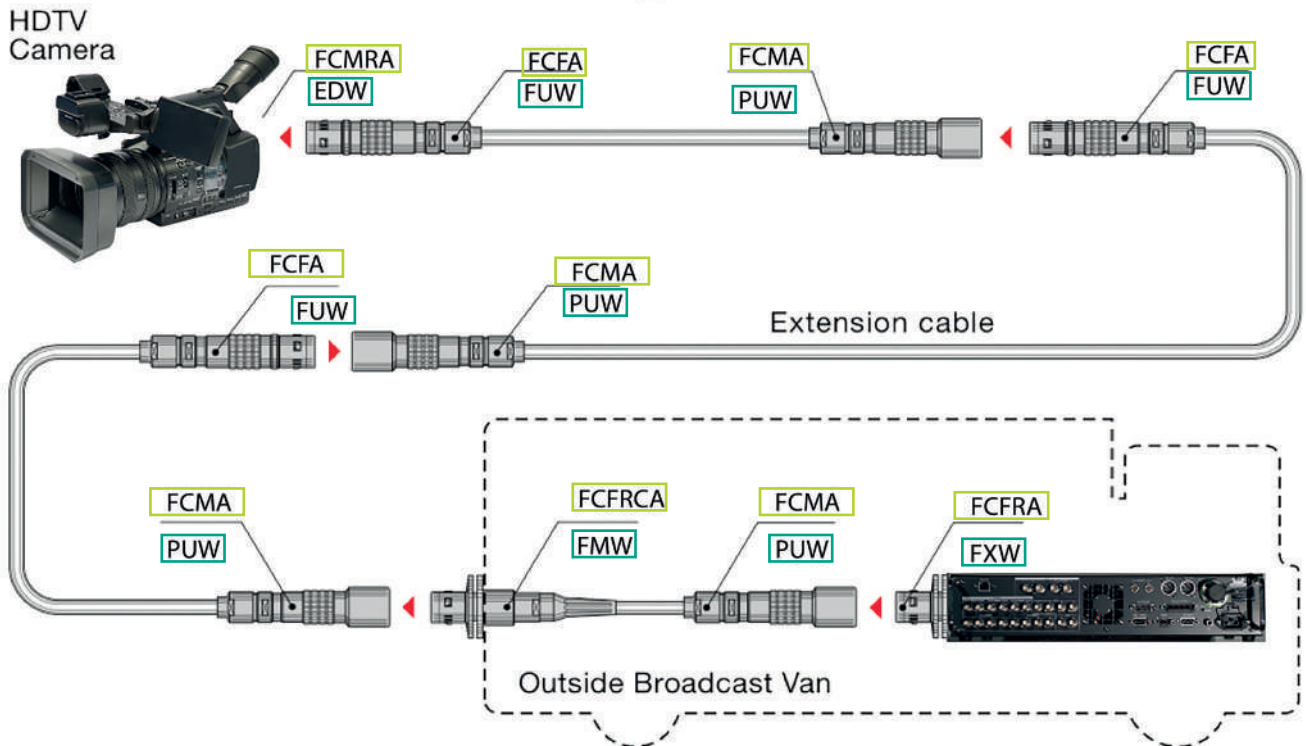 HDTV
Camera
FCMRA
EDW
FCFA
FUW
FCMA
PUW
FCFA
FUW
FCFA
FUW
FCMA
PUW
Extension cable
FCMA
PUW
FCFRCA
FMW
FCMA
PUW
FCFRA
FXW
Outside Broadcast Van